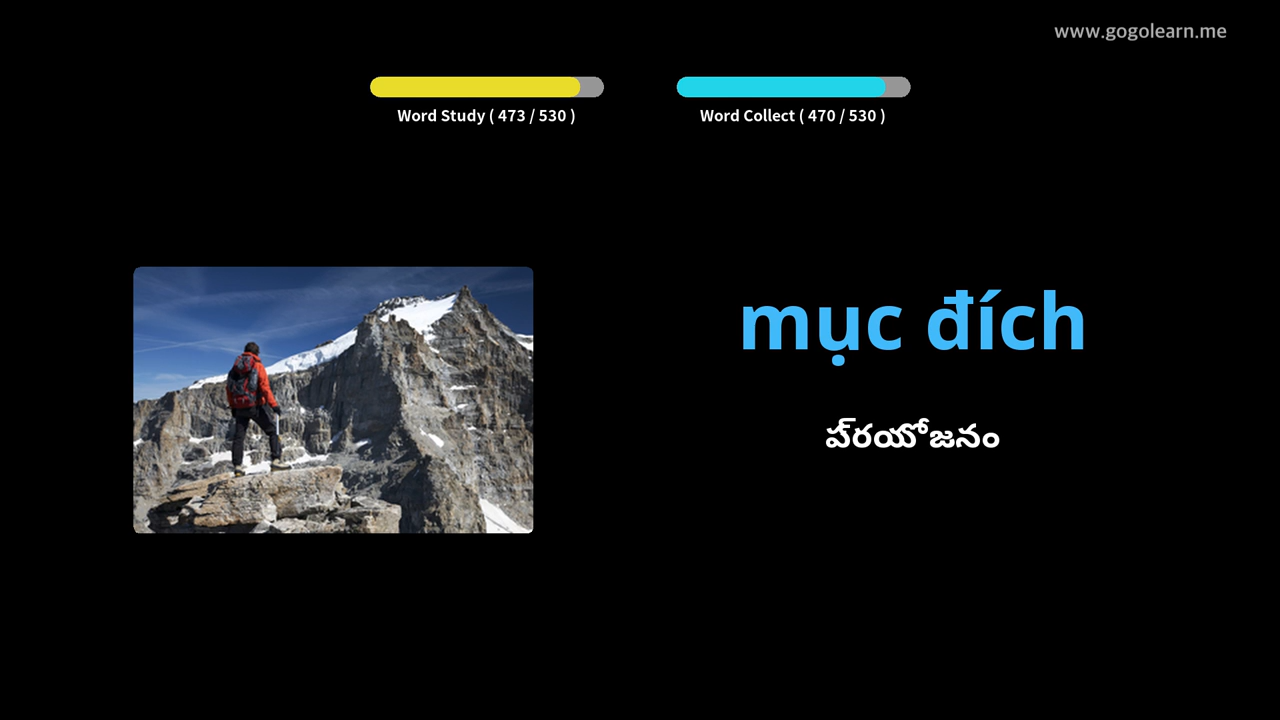 www.gogolearn.me
Word Study ( 473 / 530 )
Word Collect ( 470 / 530 )
mục đích
ప్రయోజనం